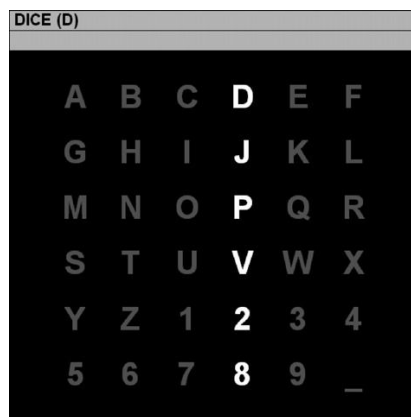 DICE (D)
A B C D E F
G H I J K L
M N O P Q R
S T U V W X
Y Z 1 2 3 4
5 6 7 8 9 _